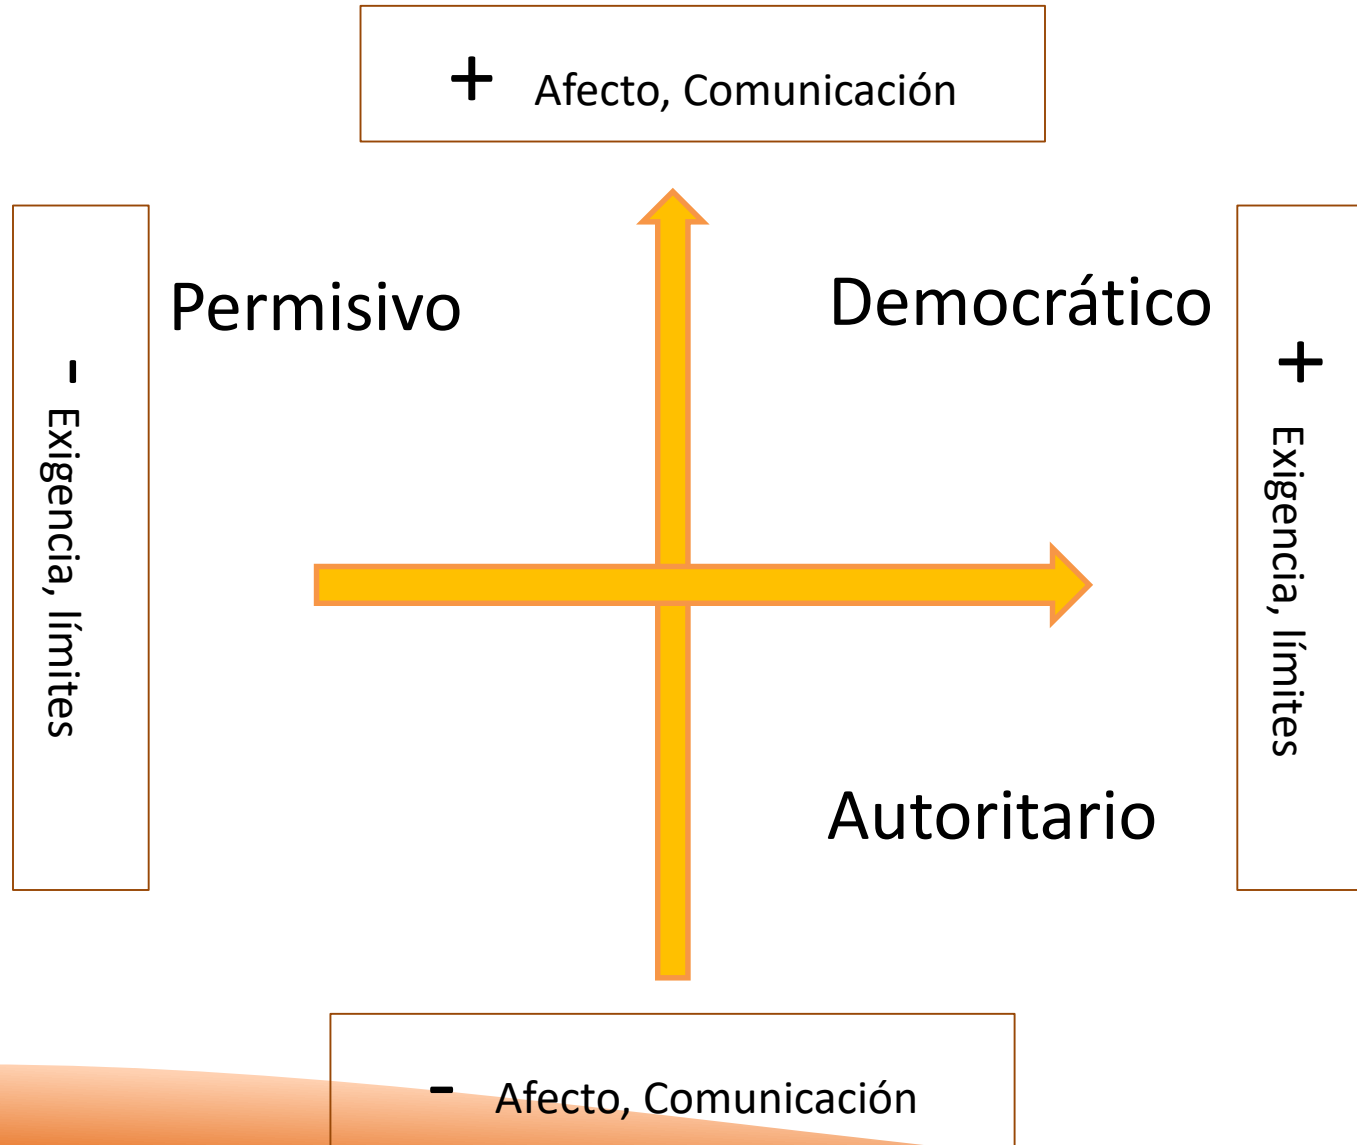 + Afecto, Comunicación
Permisivo
Democrático
- Exigencia, límites
+ Exigencia, límites
Autoritario
- Afecto, Comunicación